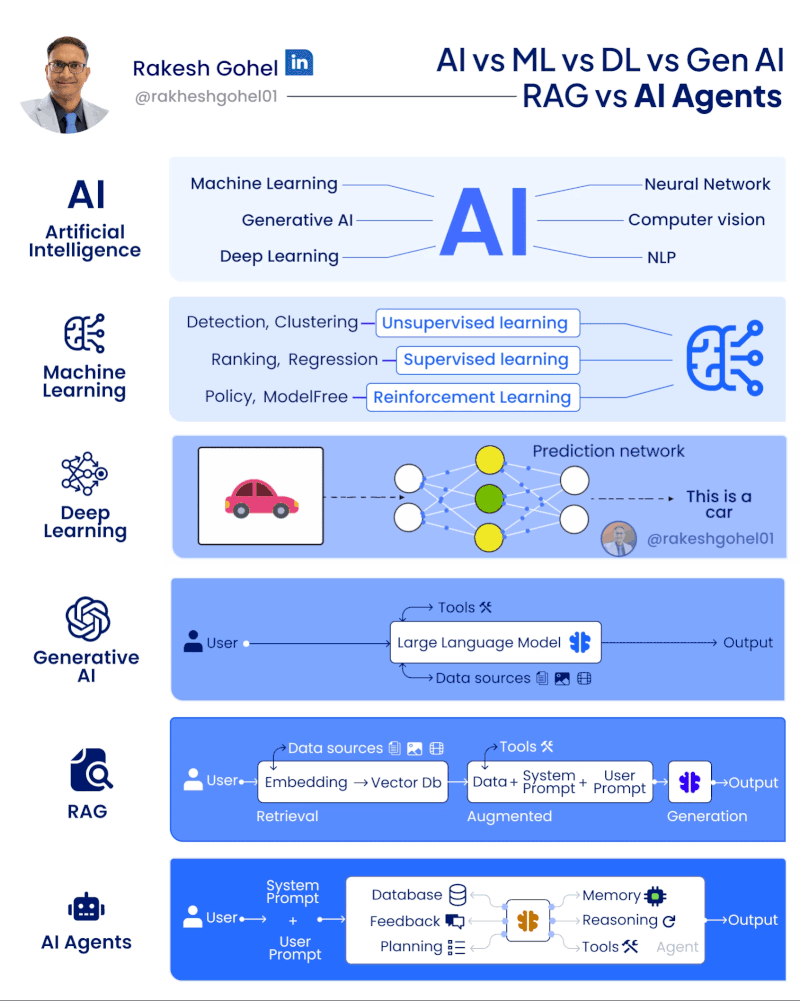 Rakesh Gohel in
@rakheshgohel01
AI vs ML vs DL vs Gen AI
RAG vs AI Agents
AI
Artificial
Intelligence
Machine Learning
Generative AI
Deep Learning
AI
Neural Network
Computer vision
NLP
Machine
Learning
Detection, Clustering Unsupervised learning
Ranking, Regression Supervised learning
Policy, ModelFree Reinforcement Learning
Deep
Learning
Prediction network
This is a
car
@rakeshgohel01
Generative
AI
Tools
User Large Language Model Output
Data sources
RAG
Data sources
Tools
User Embedding Vector Db
Data + System Prompt + User Prompt
Output
Retrieval Augmented Generation
AI Agents
User
System
Prompt
+
User
Prompt
Database
Feedback
Planning
Memory
Reasoning
Tools Agent
Output